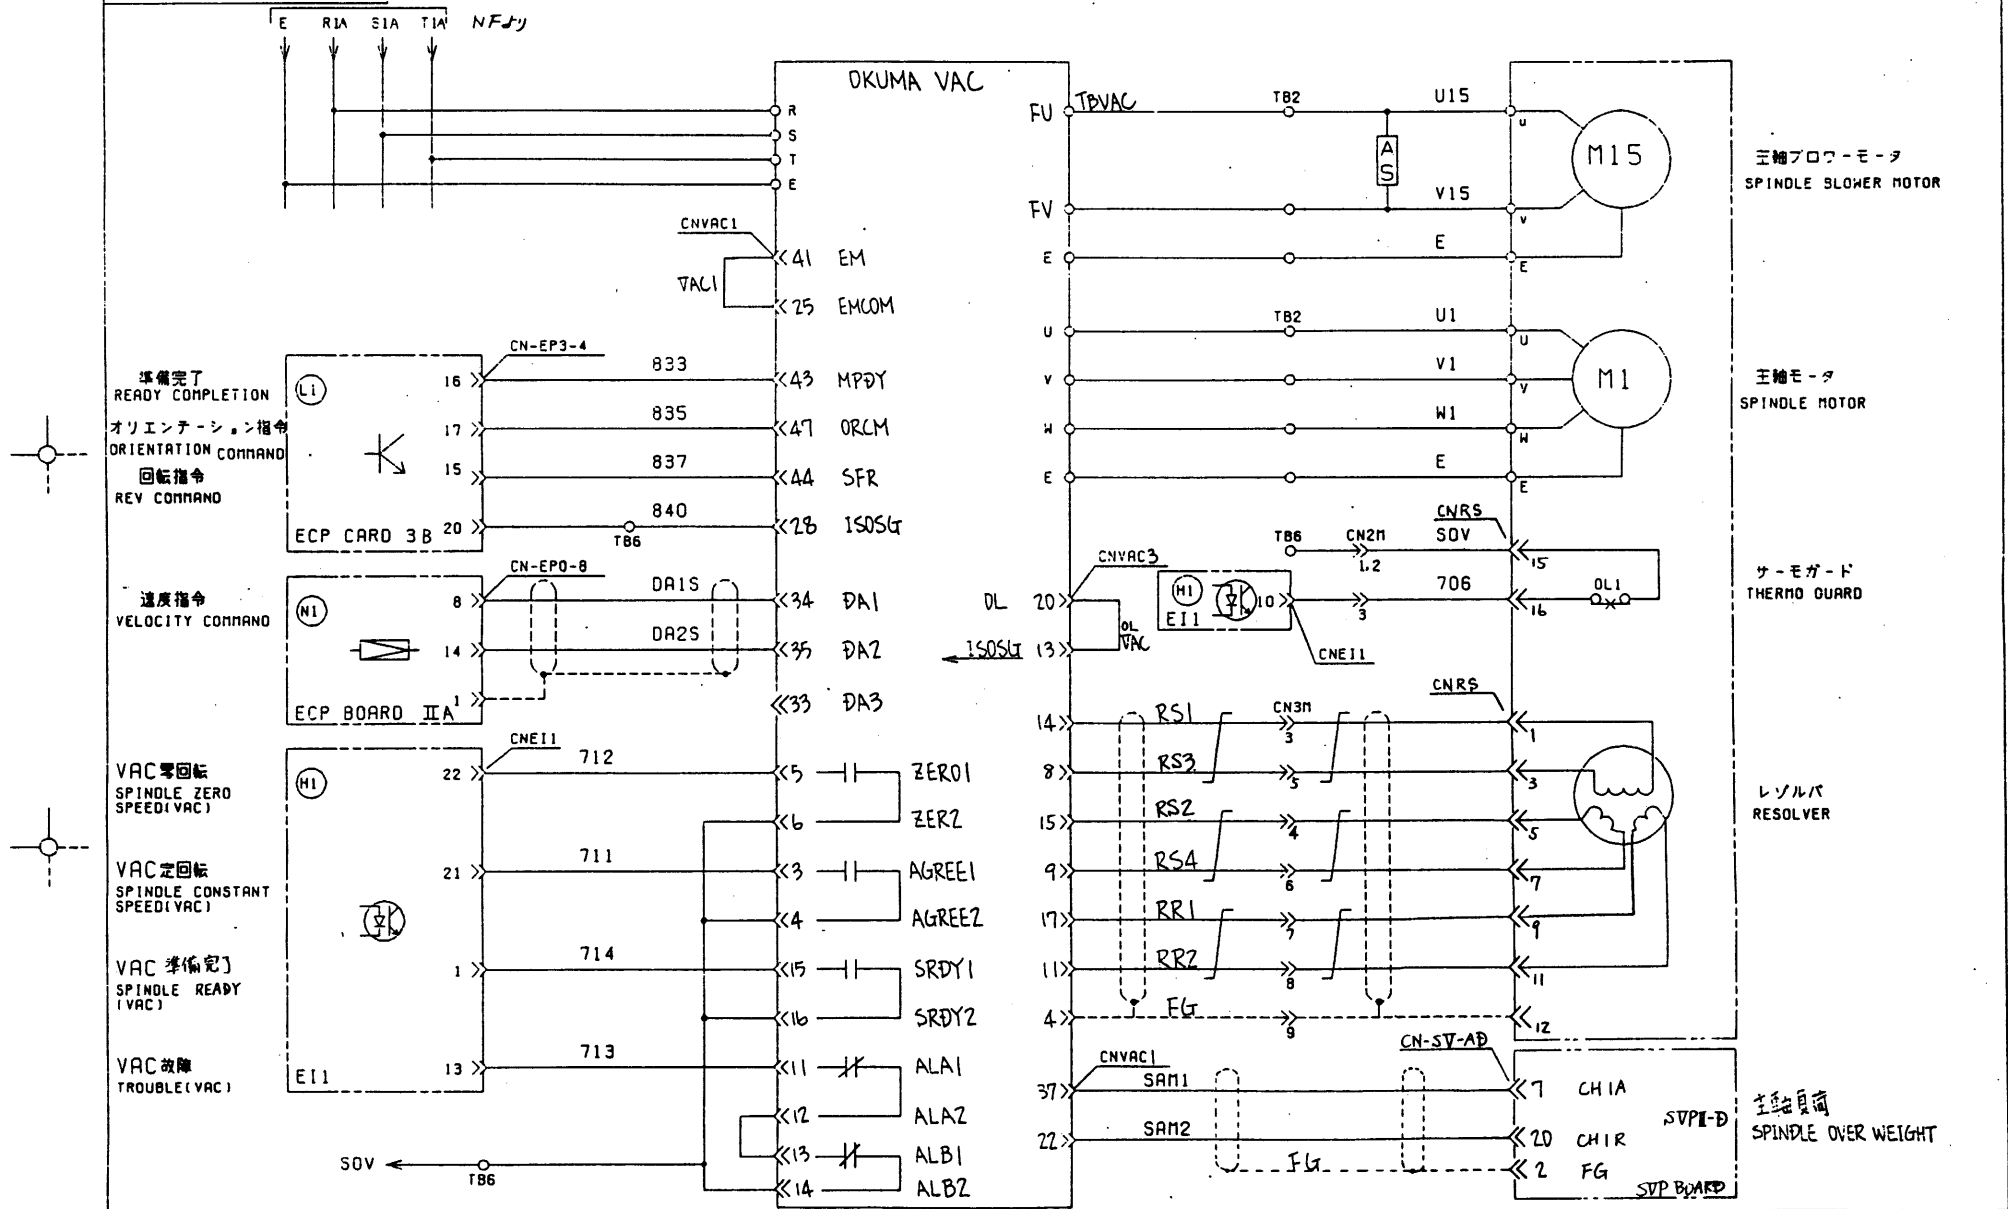 E R1A S1A T1A NFより
OKUMA VAC
R
S
T
E
FU TBVAC TB2 U15 u
A S
M15
主軸ブロワーモータ
SPINDLE BLOWER MOTOR
FV V15 v
E E E
CNVAC1
41 EM
VAC1
25 EMCOM
U TB2 U1 U
V V1 V
M1
主軸モータ
SPINDLE MOTOR
W W1 W
E E E
準備完了
READY COMPLETION
オリエンテーション指令
ORIENTATION COMMAND
回転指令
REV COMMAND
L1
CN-EP3-4
16 833 43 MPDY
17 835 47 ORCM
15 837 44 SFR
20 840 28 ISOSG
TB6
ECP CARD 3B
速度指令
VELOCITY COMMAND
N1
CN-EP0-8
8 DA1S 34 DA1
14 DA2S 35 DA2
1
33 DA3
ECP BOARD IIA
CNVAC3
OL 20
OL
VAC
ISOSG 13
H1
EI1
10
CNEI1
TB6 CN2M SOV 15
1,2
CNRS
3 706 16 OL1
サーモガード
THERMO GUARD
CNRS
14 RS1 CN3M 3 1
8 RS3 5 3
15 RS2 4 5
9 RS4 6 7
17 RR1 7 9
11 RR2 8 11
4 FG 9 12
レゾルバ
RESOLVER
VAC零回転
SPINDLE ZERO
SPEED(VAC)
VAC定回転
SPINDLE CONSTANT
SPEED(VAC)
VAC 準備完了
SPINDLE READY
(VAC)
VAC故障
TROUBLE(VAC)
H1
CNEI1
22 712 5 ZERO1
6 ZER2
21 711 3 AGREE1
4 AGREE2
1 714 15 SRDY1
16 SRDY2
13 713 11 ALA1
12 ALA2
13 ALB1
14 ALB2
EI1
SOV TB6
CNVAC1
37 SAM1 7 CH1A
22 SAM2 20 CH1R
FG 2 FG
CN-SV-AD
SVPII-D
SVP BOARD
主軸負荷
SPINDLE OVER WEIGHT